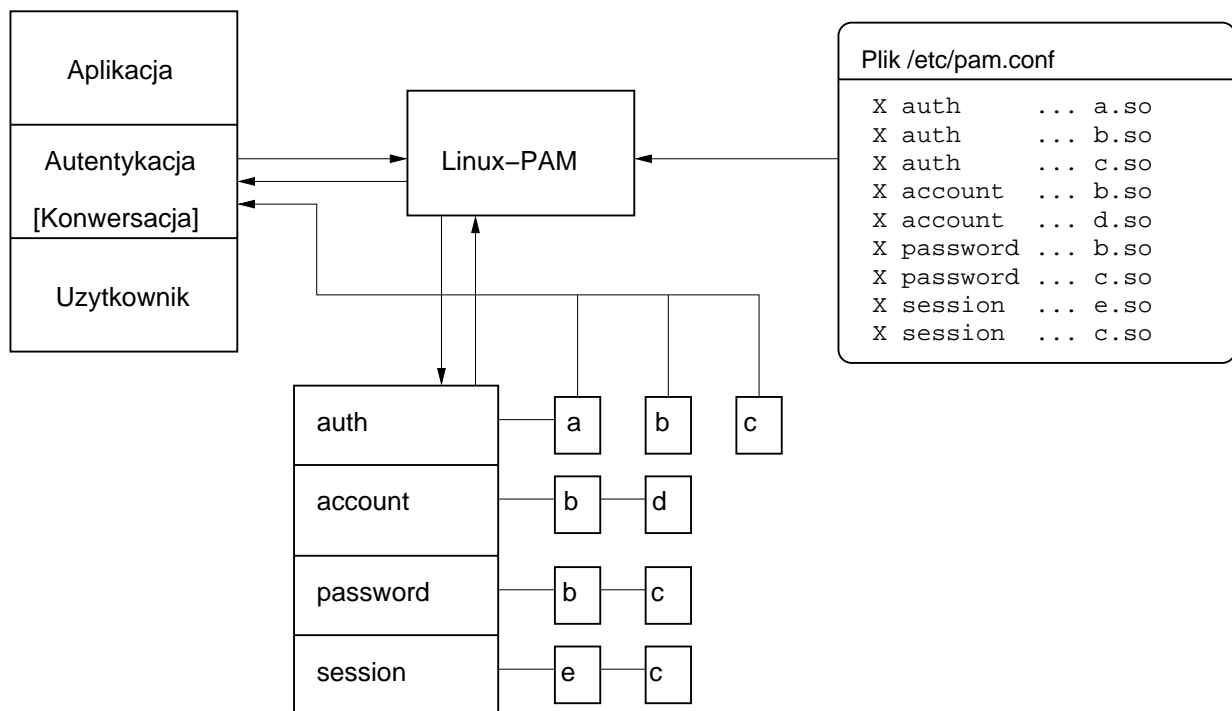 Aplikacja
Autentykacja
[Konwersacja]
Uzytkownik
Linux–PAM
Plik /etc/pam.conf
X auth ... a.so
X auth ... b.so
X auth ... c.so
X account ... b.so
X account ... d.so
X password ... b.so
X password ... c.so
X session ... e.so
X session ... c.so
auth a b c
account b d
password b c
session e c